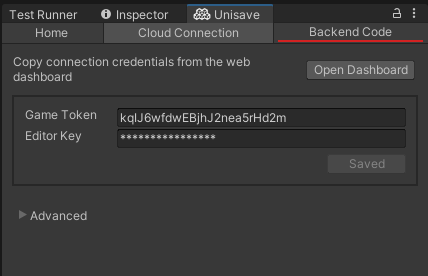 Test Runner Inspector Unisave
Home Cloud Connection Backend Code
Copy connection credentials from the web
dashboard
Open Dashboard
Game Token kqIJ6wfdwEBjhJ2nea5rHd2m
Editor Key ****************
Saved
Advanced